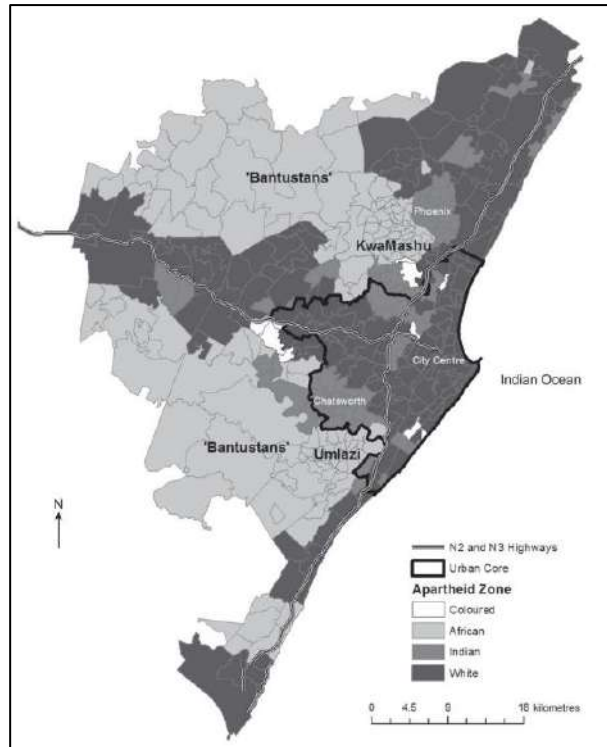 'Bantustans'
Phoenix
KwaMashu
City Centre
Indian Ocean
Chatsworth
'Bantustans'
Umlazi
N
N2 and N3 Highways
Urban Core
Apartheid Zone
Coloured
African
Indian
White
0 4.5 9 18 kilometres